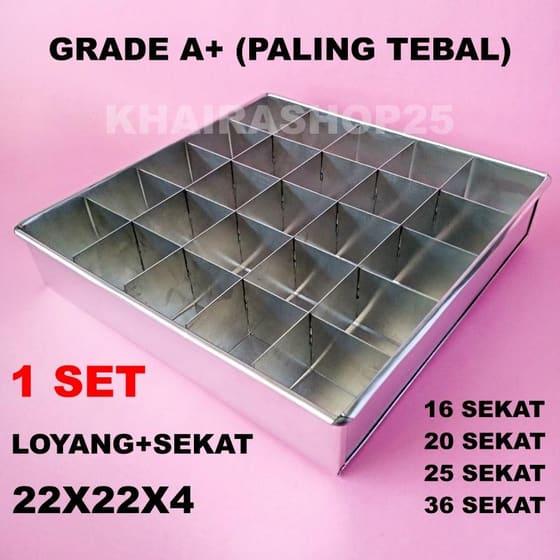 GRADE A+ (PALING TEBAL)
KHAIRASHOP25
1 SET
LOYANG+SEKAT
22X22X4
16 SEKAT
20 SEKAT
25 SEKAT
36 SEKAT